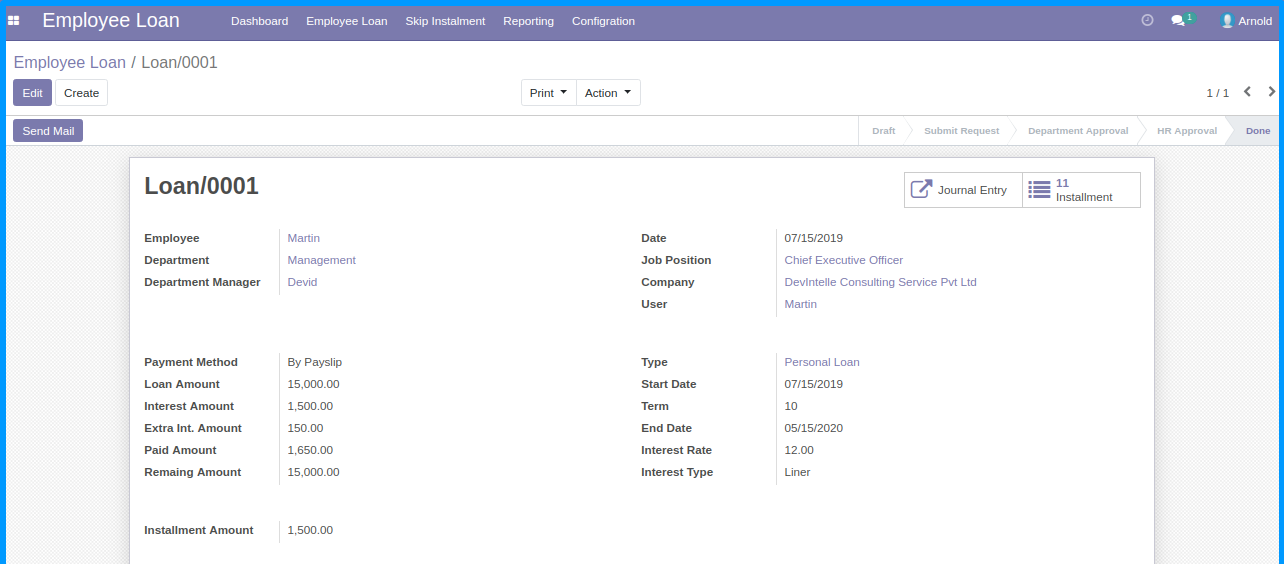 Employee Loan Dashboard Employee Loan Skip Instalment Reporting Configration 1 Arnold
Employee Loan / Loan/0001
Edit Create Print Action 1 / 1
Send Mail Draft Submit Request Department Approval HR Approval Done
Loan/0001
Journal Entry
11
Installment
Employee Martin
Department Management
Department Manager Devid
Date 07/15/2019
Job Position Chief Executive Officer
Company DevIntelle Consulting Service Pvt Ltd
User Martin
Payment Method By Payslip
Loan Amount 15,000.00
Interest Amount 1,500.00
Extra Int. Amount 150.00
Paid Amount 1,650.00
Remaing Amount 15,000.00
Type Personal Loan
Start Date 07/15/2019
Term 10
End Date 05/15/2020
Interest Rate 12.00
Interest Type Liner
Installment Amount 1,500.00